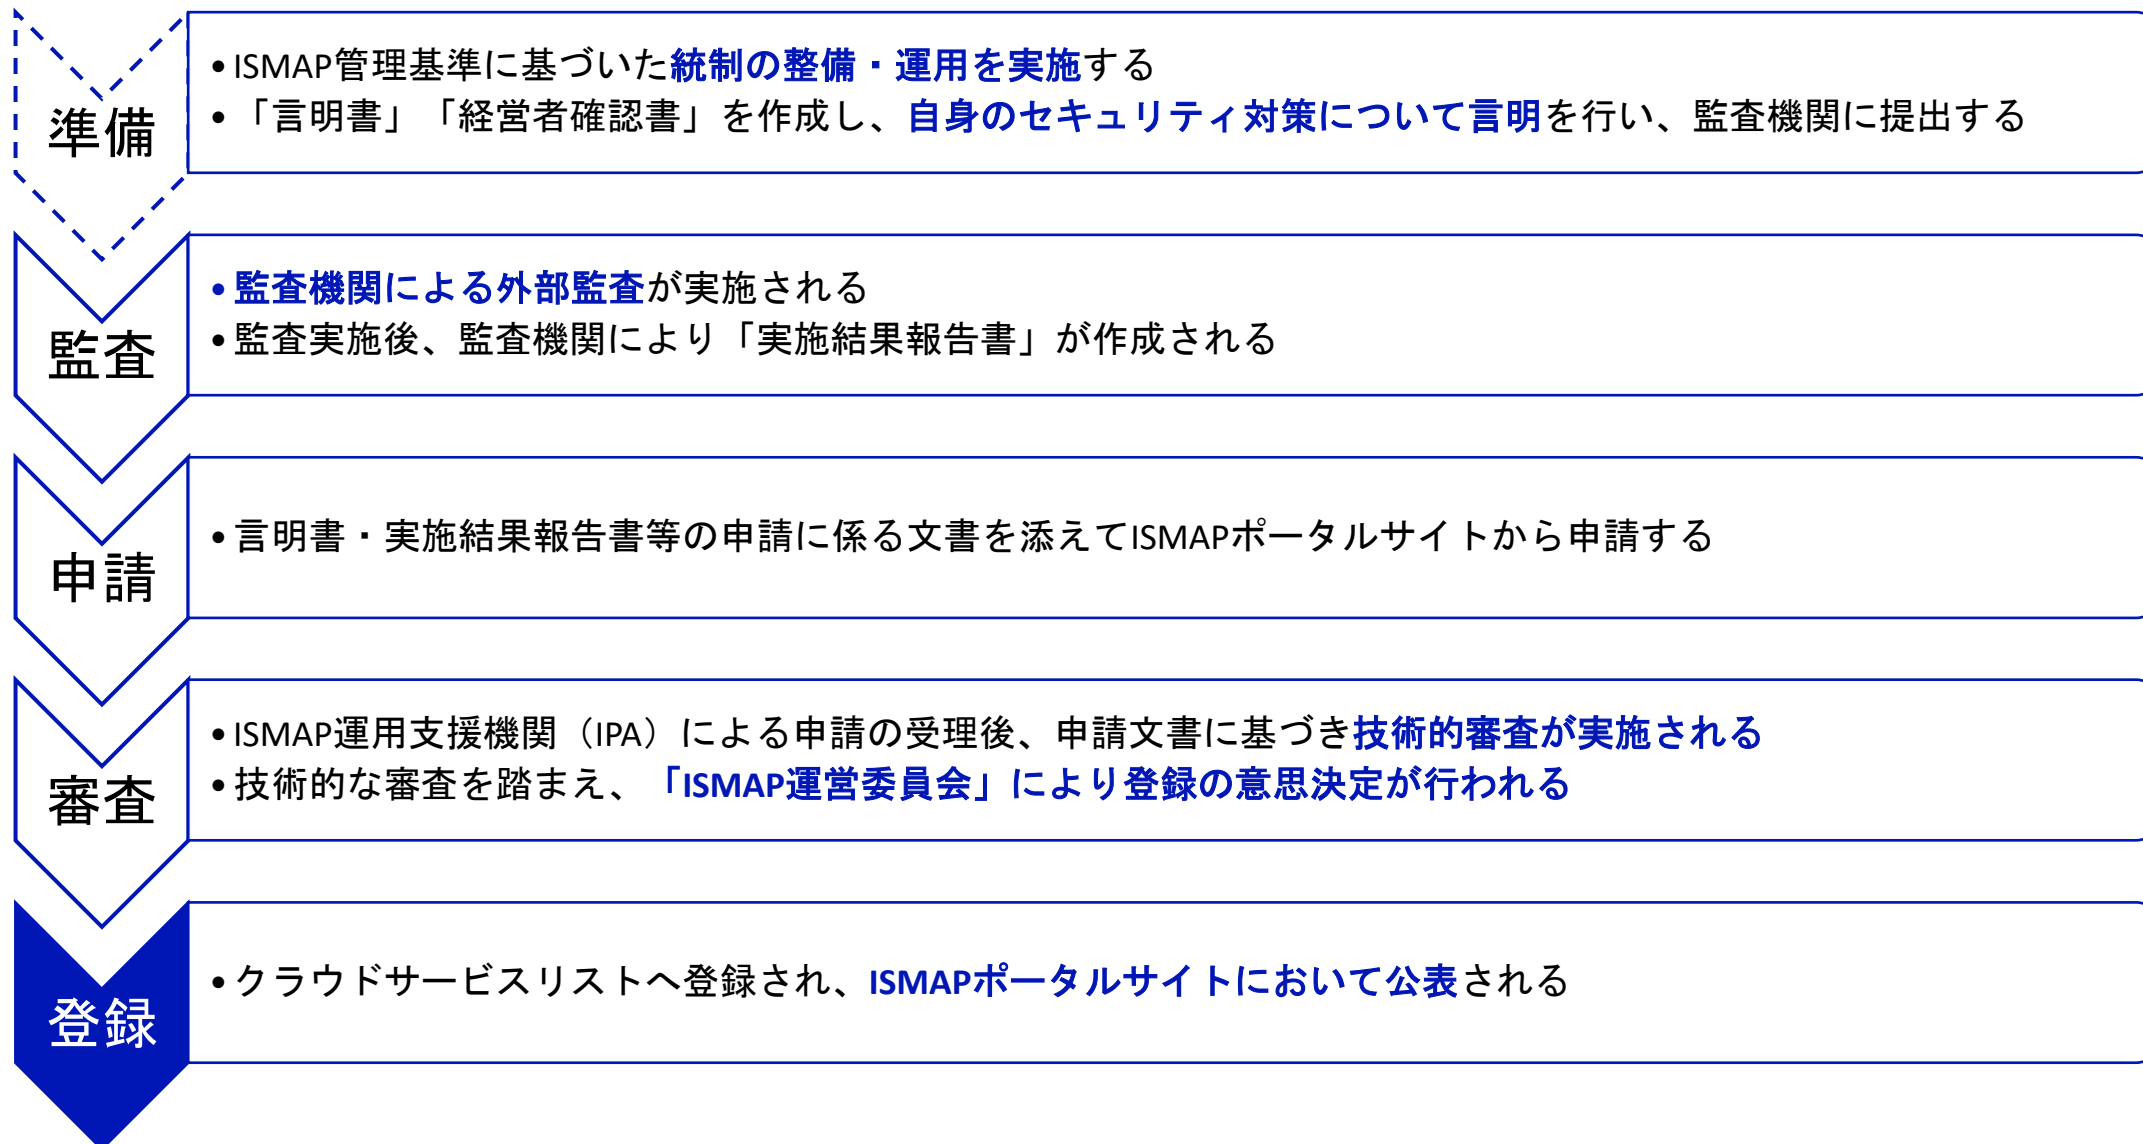 準備
•ISMAP管理基準に基づいた統制の整備・運用を実施する
•「言明書」「経営者確認書」を作成し、自身のセキュリティ対策について言明を行い、監査機関に提出する
監査
•監査機関による外部監査が実施される
•監査実施後、監査機関により「実施結果報告書」が作成される
申請
•言明書・実施結果報告書等の申請に係る文書を添えてISMAPポータルサイトから申請する
審査
•ISMAP運用支援機関（IPA）による申請の受理後、申請文書に基づき技術的審査が実施される
•技術的な審査を踏まえ、「ISMAP運営委員会」により登録の意思決定が行われる
登録
•クラウドサービスリストへ登録され、ISMAPポータルサイトにおいて公表される